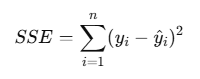 SSE = \sum_{i=1}^{n} (y_i - \hat{y}_i)^2